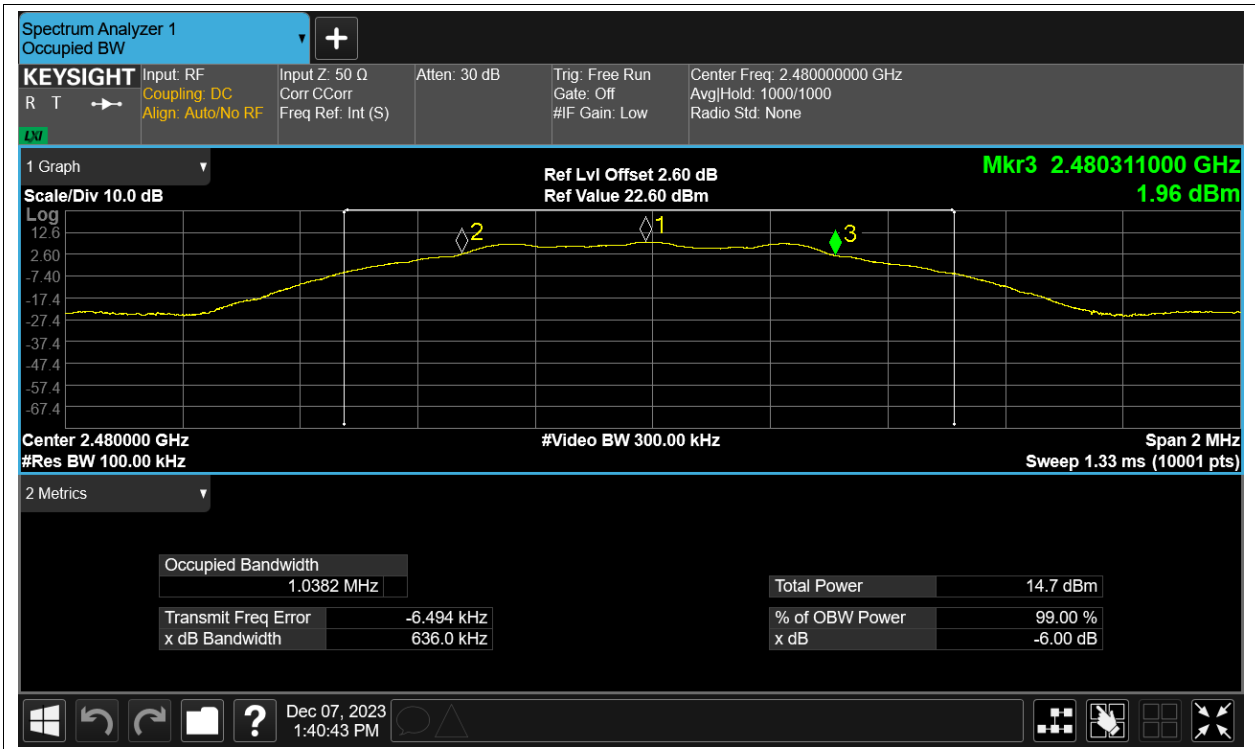 Spectrum Analyzer 1
Occupied BW
KEYSIGHT
R T
LXI
Input: RF
Coupling: DC
Align: Auto/No RF
Input Z: 50 Ω
Corr CCorr
Freq Ref: Int (S)
Atten: 30 dB
Trig: Free Run
Gate: Off
#IF Gain: Low
Center Freq: 2.480000000 GHz
Avg|Hold: 1000/1000
Radio Std: None
1 Graph
Scale/Div 10.0 dB
Ref Lvl Offset 2.60 dB
Ref Value 22.60 dBm
Mkr3 2.480311000 GHz
1.96 dBm
Log
12.6
2.60
-7.40
-17.4
-27.4
-37.4
-47.4
-57.4
-67.4
2
1
3
Center 2.480000 GHz
#Video BW 300.00 kHz
Span 2 MHz
#Res BW 100.00 kHz
Sweep 1.33 ms (10001 pts)
2 Metrics
Occupied Bandwidth
1.0382 MHz
Transmit Freq Error -6.494 kHz
x dB Bandwidth 636.0 kHz
Total Power 14.7 dBm
% of OBW Power 99.00 %
x dB -6.00 dB
?
Dec 07, 2023
1:40:43 PM